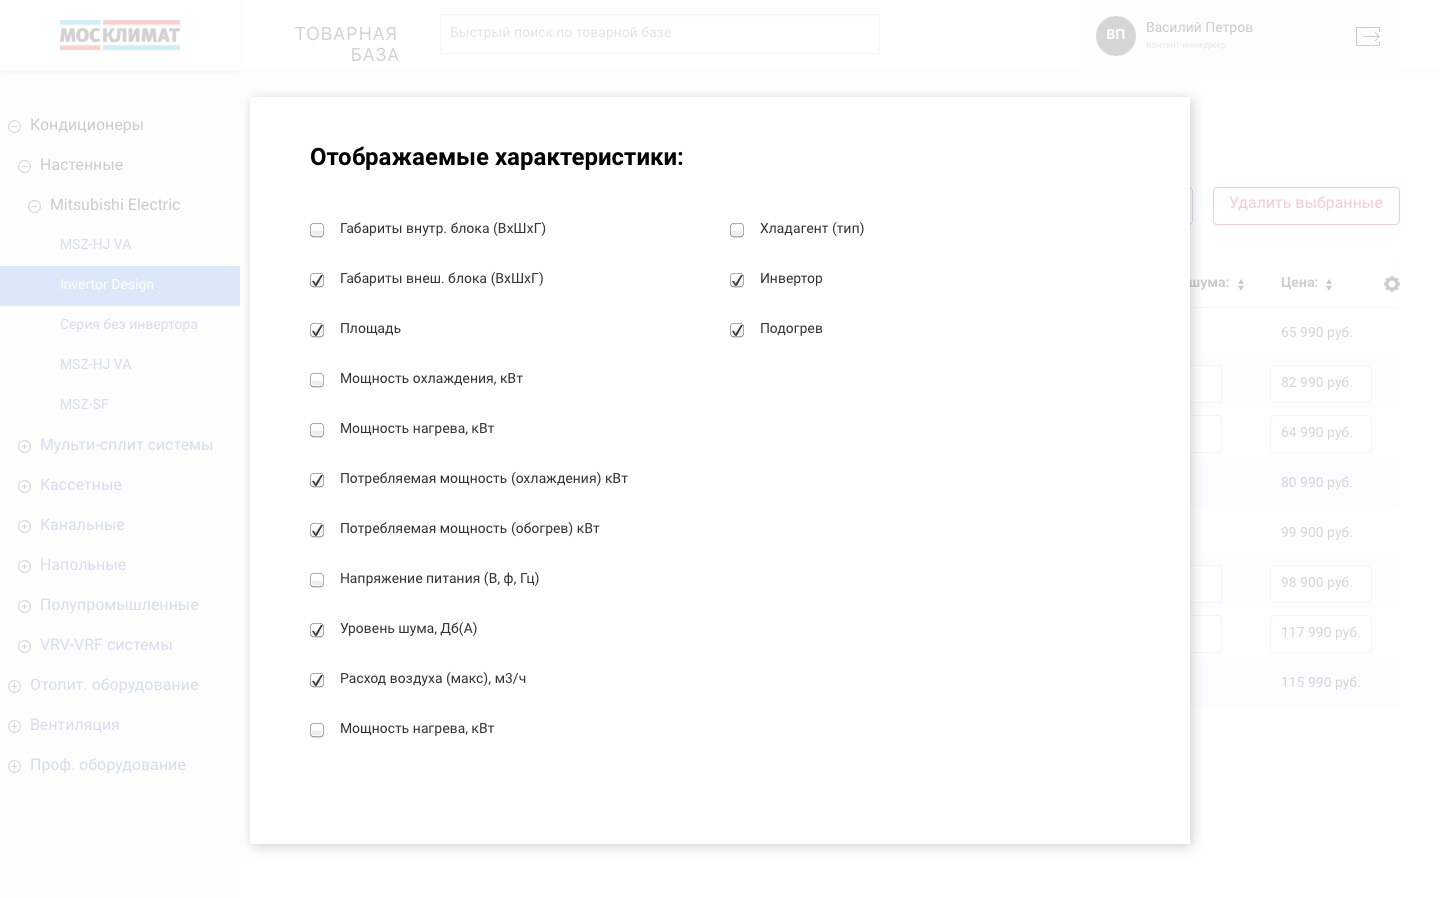 МОСКЛИМАТ
ТОВАРНАЯ
БАЗА
Быстрый поиск по товарной базе
ВП
Василий Петров
Контент-менеджер
Кондиционеры
Настенные
Mitsubishi Electric
MSZ-HJ VA
Invertor Design
Серия без инвертора
MSZ-HJ VA
MSZ-SF
Мульти-сплит системы
Кассетные
Канальные
Напольные
Полупромышленные
VRV-VRF системы
Отопит. оборудование
Вентиляция
Проф. оборудование
Отображаемые характеристики:
Габариты внутр. блока (ВхШхГ)
Габариты внеш. блока (ВхШхГ)
Площадь
Мощность охлаждения, кВт
Мощность нагрева, кВт
Потребляемая мощность (охлаждения) кВт
Потребляемая мощность (обогрев) кВт
Напряжение питания (В, ф, Гц)
Уровень шума, Дб(А)
Расход воздуха (макс), м3/ч
Мощность нагрева, кВт
Хладагент (тип)
Инвертор
Подогрев
Удалить выбранные
шума:
Цена:
65 990 руб.
82 990 руб.
64 990 руб.
80 990 руб.
99 900 руб.
98 900 руб.
117 990 руб.
115 990 руб.